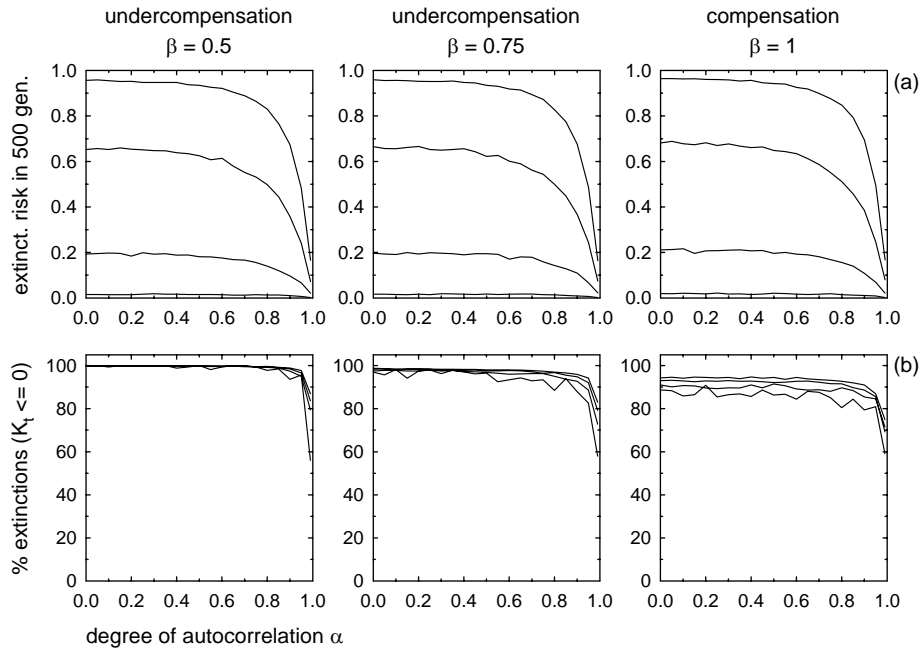 undercompensation
β = 0.5
undercompensation
β = 0.75
compensation
β = 1
(a)
extinct. risk in 500 gen.
1.0
0.8
0.6
0.4
0.2
0.0
0.0 0.2 0.4 0.6 0.8 1.0
0.0 0.2 0.4 0.6 0.8 1.0
0.0 0.2 0.4 0.6 0.8 1.0
(b)
% extinctions (K_t <= 0)
100
80
60
40
20
0
0.0 0.2 0.4 0.6 0.8 1.0
0.0 0.2 0.4 0.6 0.8 1.0
0.0 0.2 0.4 0.6 0.8 1.0
degree of autocorrelation α